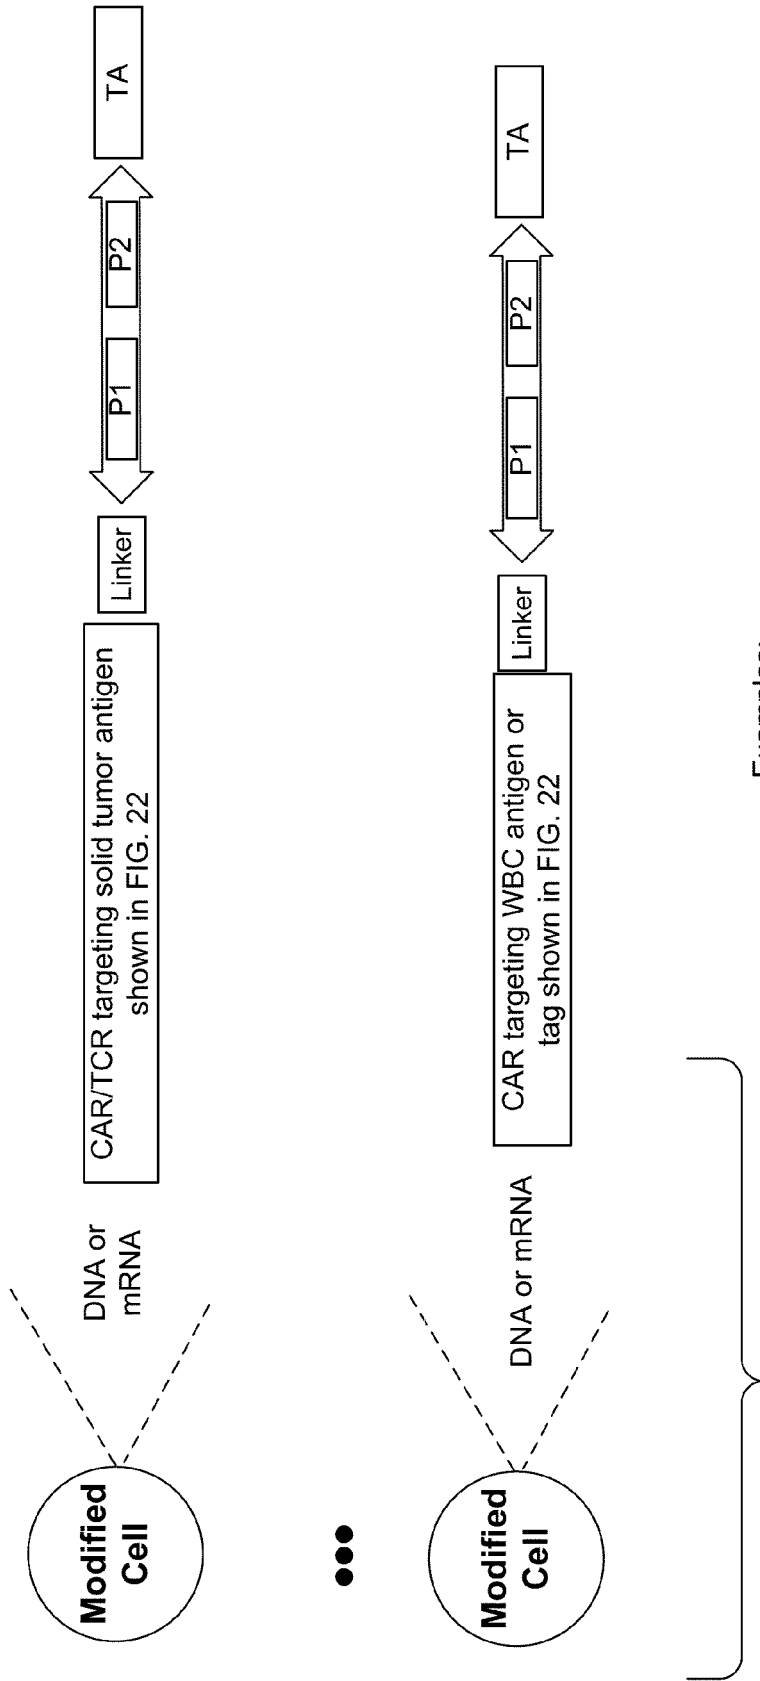 Modified
Cell
DNA or
mRNA
CAR/TCR targeting solid tumor antigen
shown in FIG. 22
Linker
P1
P2
TA
Modified
Cell
DNA or mRNA
CAR targeting WBC antigen or
tag shown in FIG. 22
Linker
P1
P2
TA